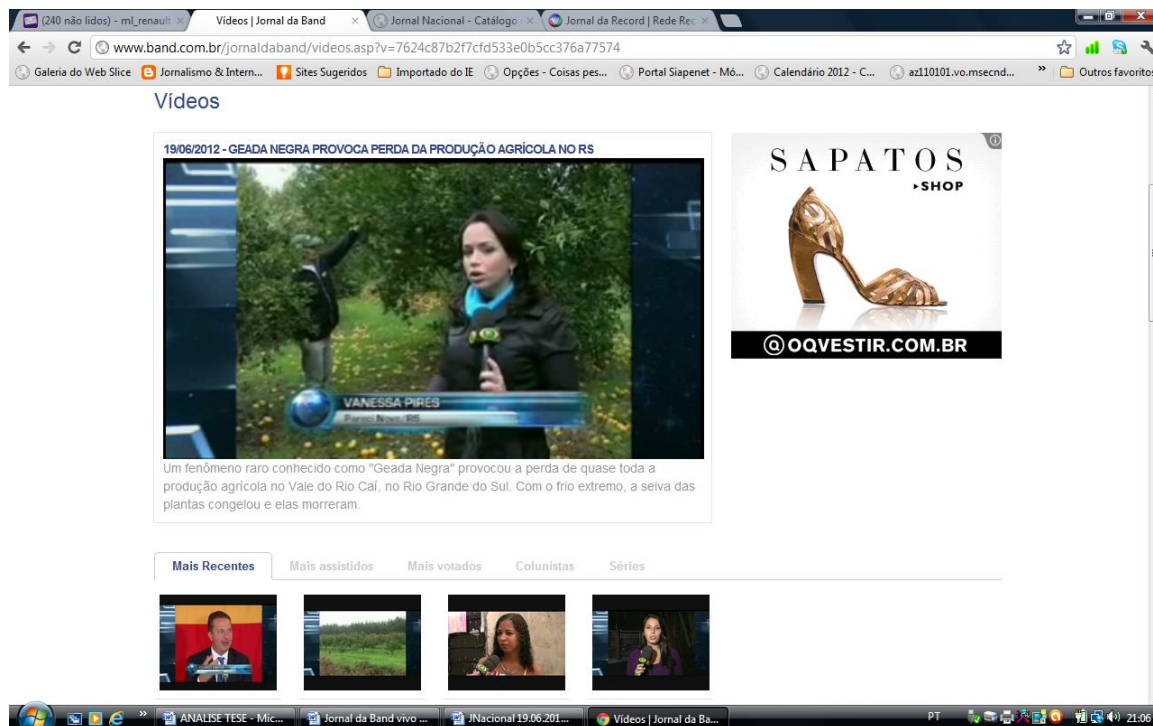 (240 não lidos) - ml_renault
Vídeos | Jornal da Band
Jornal Nacional - Catálogo
Jornal da Record | Rede Rec
www.band.com.br/jornaldaband/videos.asp?v=7624c87b2f7cfd533e0b5cc376a77574
Galeria do Web Slice
Jornalismo & Intern...
Sites Sugeridos
Importado do IE
Opções - Coisas pes...
Portal Siapenet - Mó...
Calendário 2012 - C...
az110101.vo.msecnd...
»
Outros favoritos
Vídeos
19/06/2012 - GEADA NEGRA PROVOCA PERDA DA PRODUÇÃO AGRÍCOLA NO RS
VANESSA PIRES
Pareci Novo/RS
Um fenômeno raro conhecido como "Geada Negra" provocou a perda de quase toda a
produção agrícola no Vale do Rio Caí, no Rio Grande do Sul. Com o frio extremo, a seiva das
plantas congelou e elas morreram.
SAPATOS
SHOP
@OQVESTIR.COM.BR
Mais Recentes
Mais assistidos
Mais votados
Colunistas
Séries
»
ANALISE TESE - Mic...
Jornal da Band vivo ...
JNacional 19.06.201...
Vídeos | Jornal da Ba...
PT
21:06